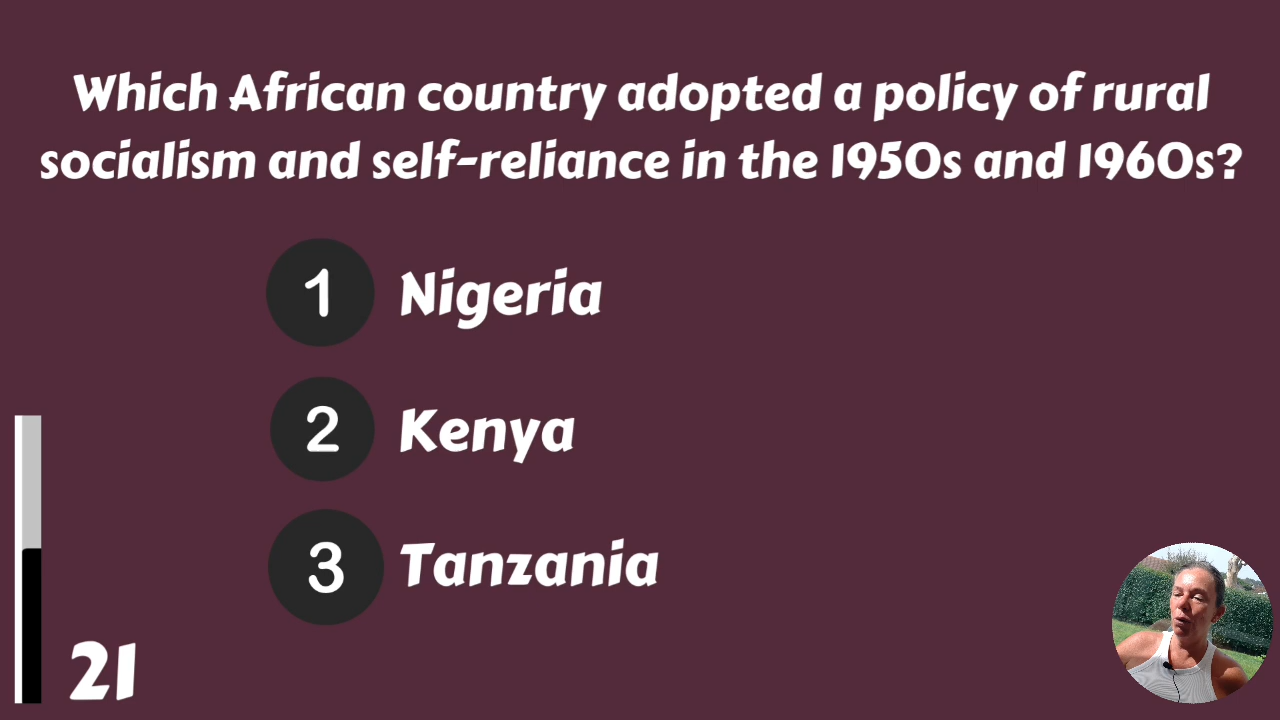 Which African country adopted a policy of rural
socialism and self-reliance in the 1950s and 1960s?
1 Nigeria
2 Kenya
3 Tanzania
21